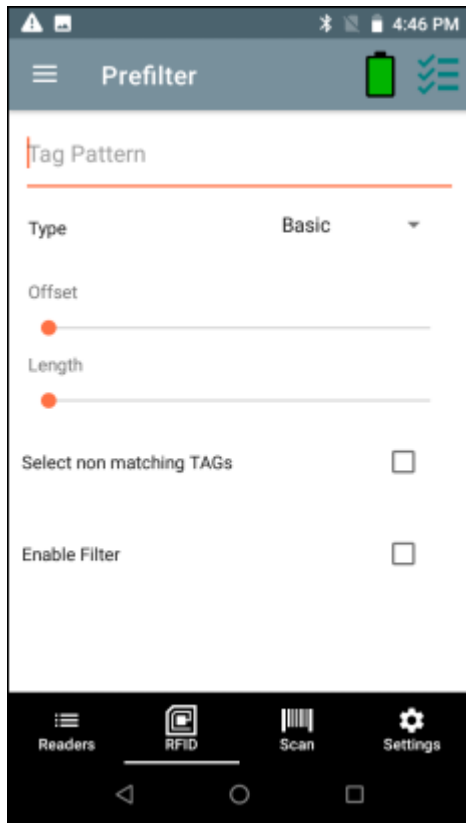 4:46 PM
Prefilter
Tag Pattern
Type Basic
Offset
Length
Select non matching TAGs
Enable Filter
Readers RFID Scan Settings